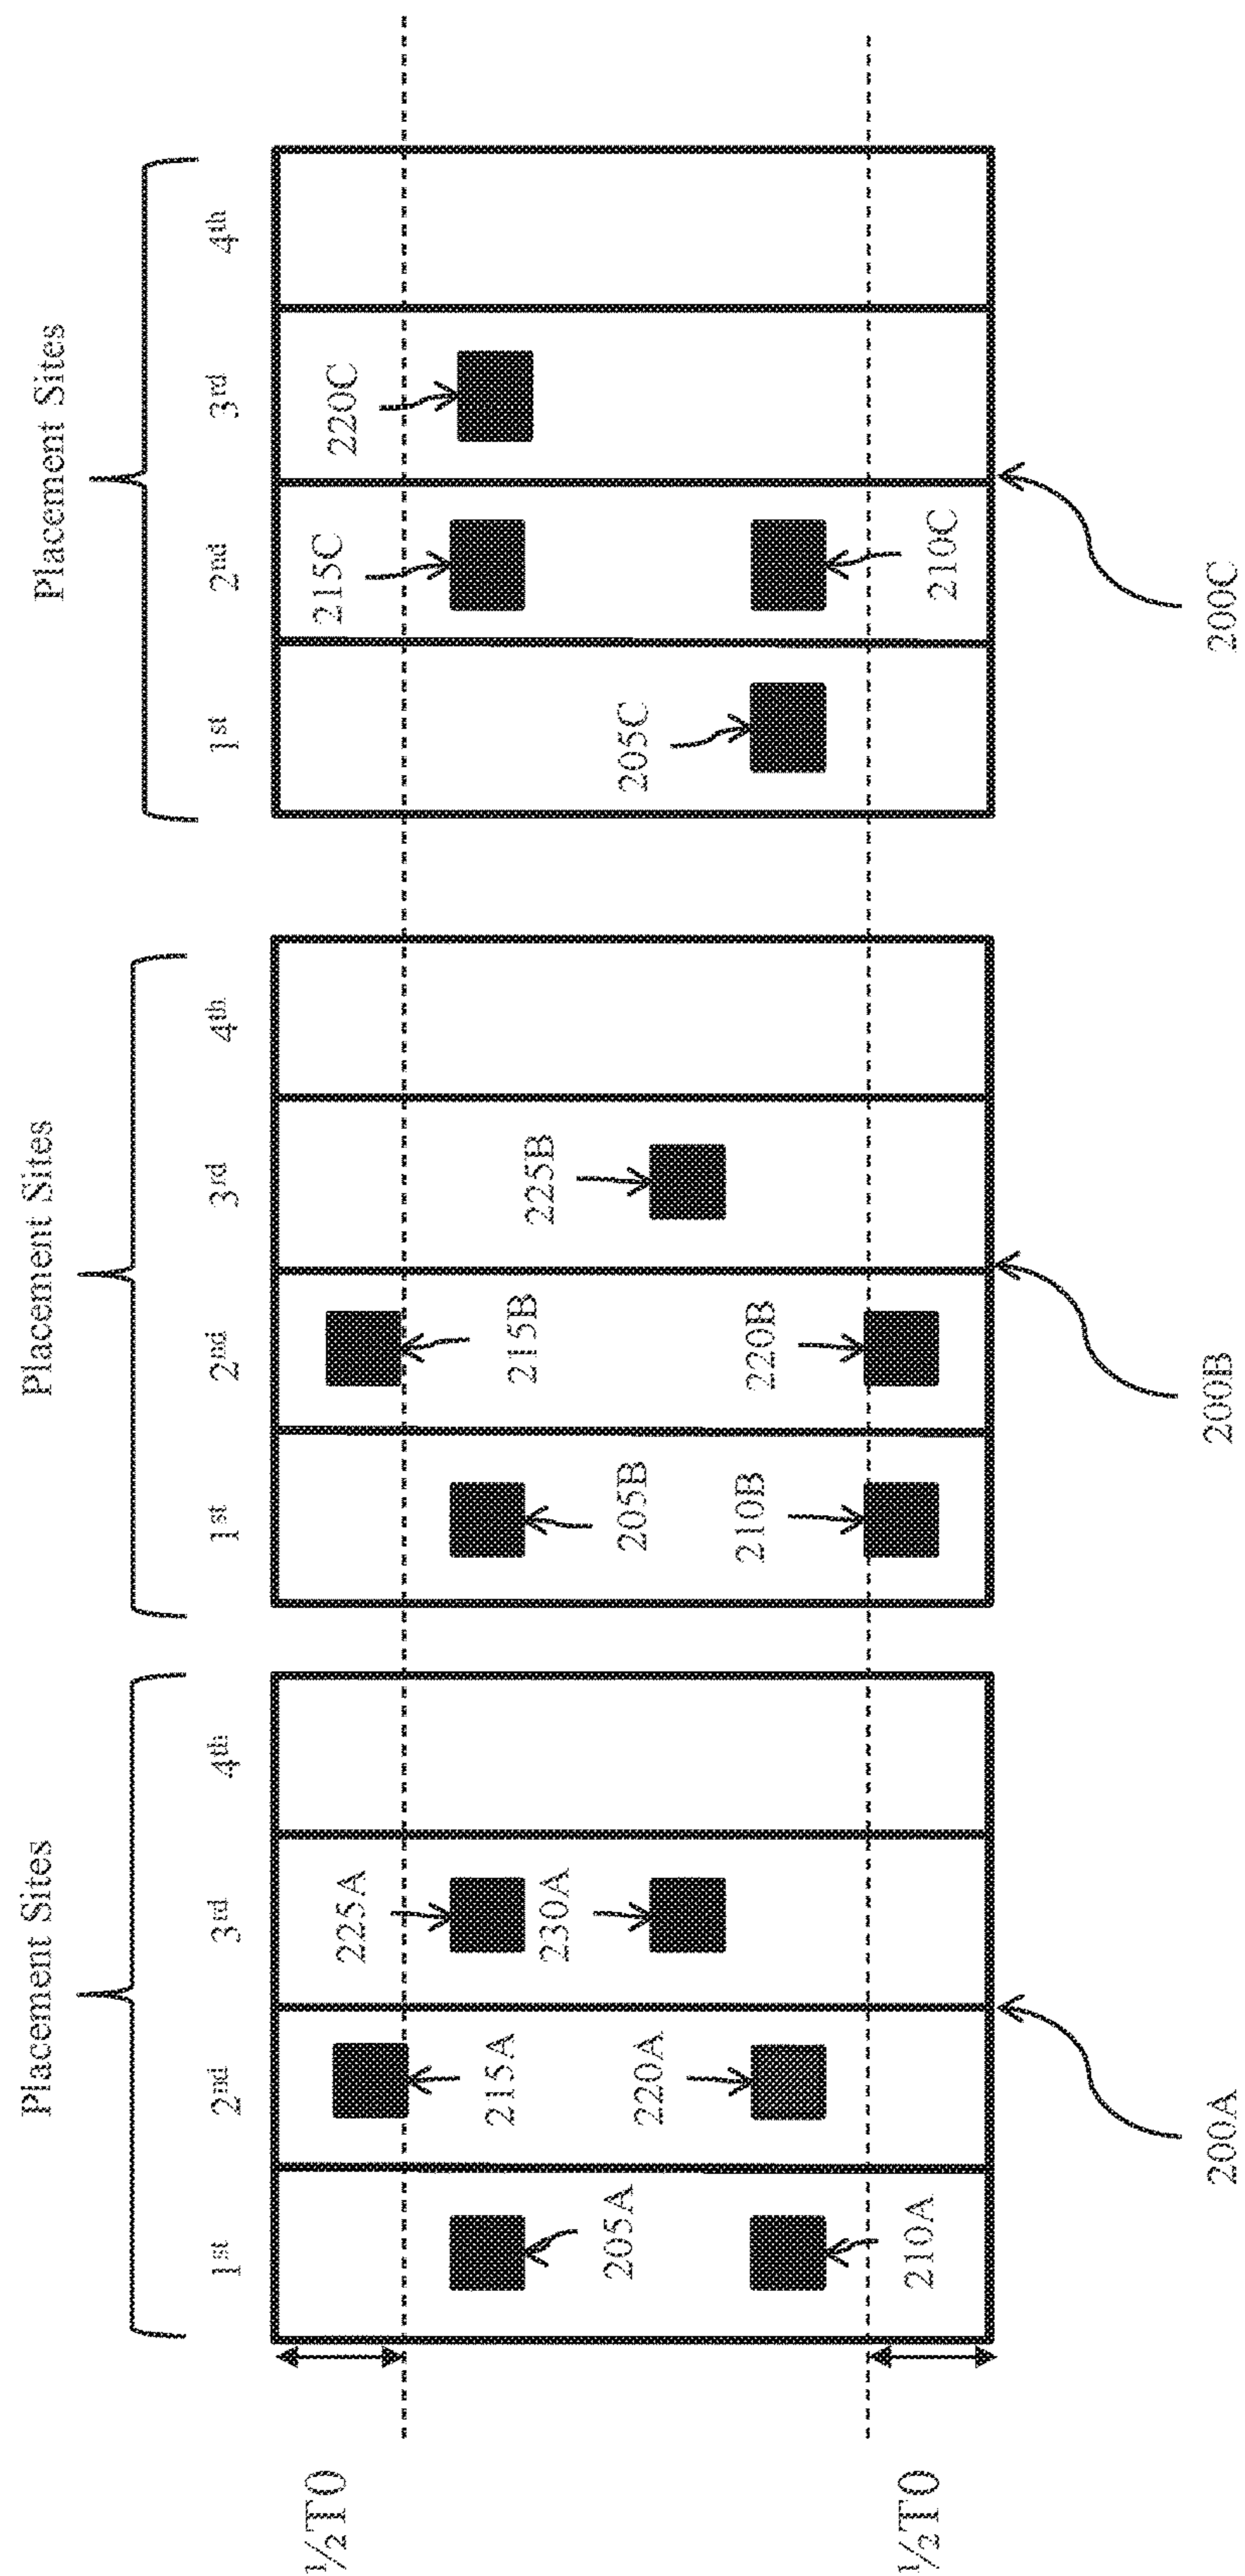 Placement Sites
Placement Sites
Placement Sites
1st
2nd
3rd
4th
1st
2nd
3rd
4th
1st
2nd
3rd
4th
½T0
225A
215B
215C
220C
215A
205A
230A
205B
225B
205C
220A
210B
220B
½T0
210A
210C
200A
200B
200C